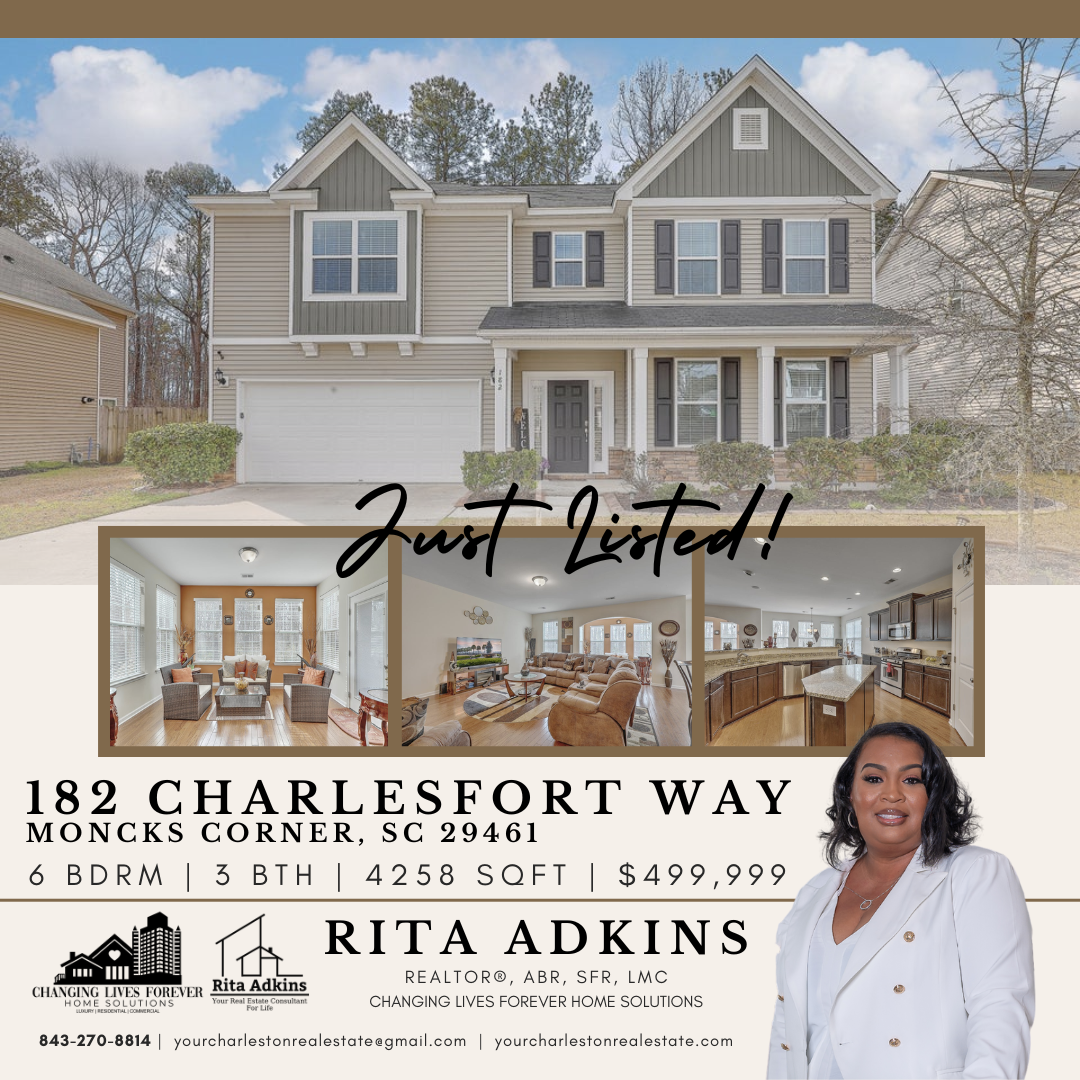 182
WELC
Just Listed!
182 CHARLESFORT WAY
MONCKS CORNER, SC 29461
6 BDRM | 3 BTH | 4258 SQFT | $499,999
RITA ADKINS
REALTOR®, ABR, SFR, LMC
CHANGING LIVES FOREVER HOME SOLUTIONS
CHANGING LIVES FOREVER
HOME SOLUTIONS
LUXURY | RESIDENTIAL | COMMERCIAL
Rita Adkins
Your Real Estate Consultant
For Life
843-270-8814 | yourcharlestonrealestate@gmail.com | yourcharlestonrealestate.com